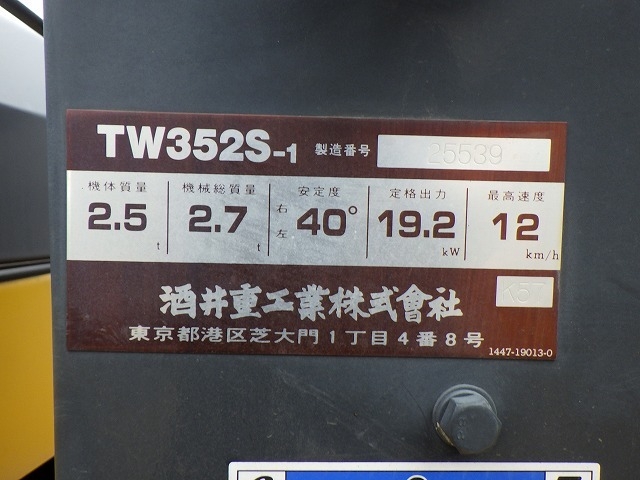 TW352S-1 製造番号 25539
機体質量 機械総質量 安定度 定格出力 最高速度
2.5 t 2.7 t 右 左 40° 19.2 kW 12 km/h
K57
酒井重工業株式會社
東京都港区芝大門1丁目4番8号
1447-19013-0